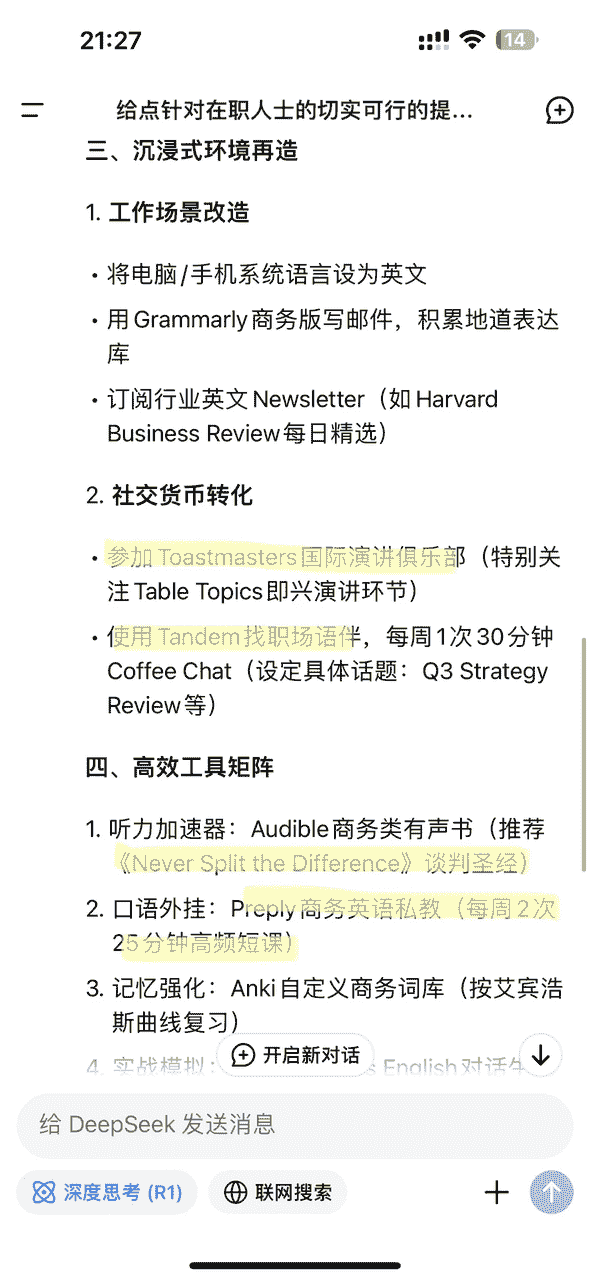 21:27
14
给点针对在职人士的切实可行的提...
三、沉浸式环境再造
1. 工作场景改造
• 将电脑/手机系统语言设为英文
• 用Grammarly商务版写邮件，积累地道表达
库
• 订阅行业英文Newsletter（如Harvard
Business Review每日精选）
2. 社交货币转化
• 参加Toastmasters国际演讲俱乐部（特别关
注Table Topics即兴演讲环节）
• 使用Tandem找职场语伴，每周1次30分钟
Coffee Chat（设定具体话题：Q3 Strategy
Review等）
四、高效工具矩阵
1. 听力加速器：Audible商务类有声书（推荐
《Never Split the Difference》谈判圣经）
2. 口语外挂：Preply商务英语私教（每周2次
25分钟高频短课）
3. 记忆强化：Anki自定义商务词库（按艾宾浩
斯曲线复习）
4. 实战模拟：
English对话
开启新对话
给 DeepSeek 发送消息
深度思考 (R1)
联网搜索